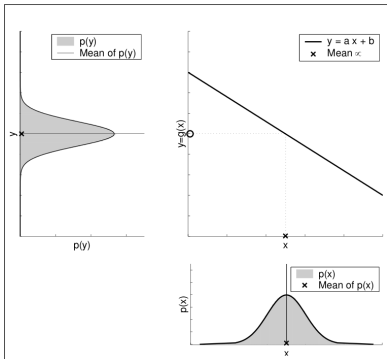 p(y)
Mean of p(y)
y
p(y)
y = a x + b
Mean ∝
y=g(x)
x
p(x)
Mean of p(x)
p(x)
x